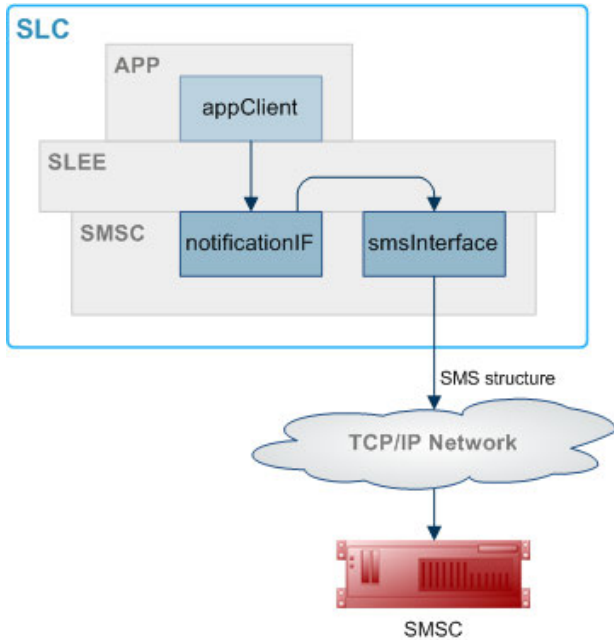 SLC
APP
appClient
SLEE
SMSC
notificationIF
smsInterface
SMS structure
TCP/IP Network
SMSC